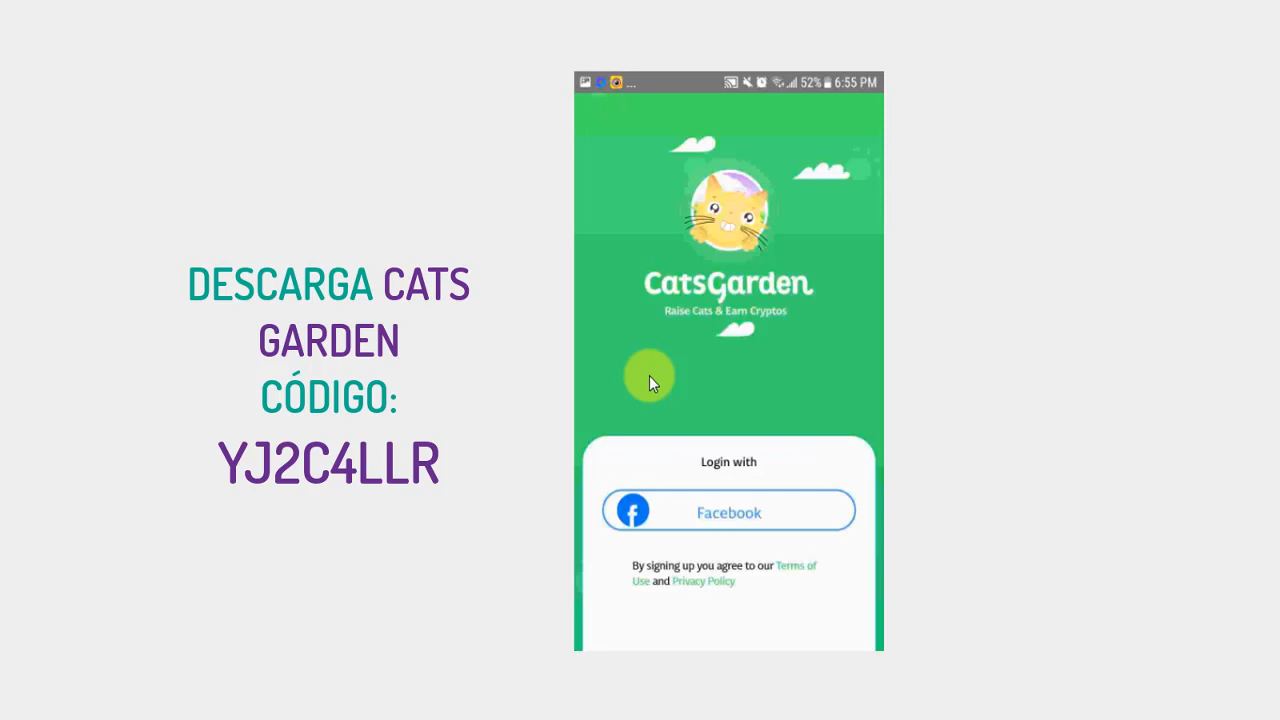 DESCARGA CATS
GARDEN
CÓDIGO:
YJ2C4LLR
... 52% 6:55 PM
CatsGarden
Raise Cats & Earn Cryptos
Login with
Facebook
By signing up you agree to our Terms of
Use and Privacy Policy